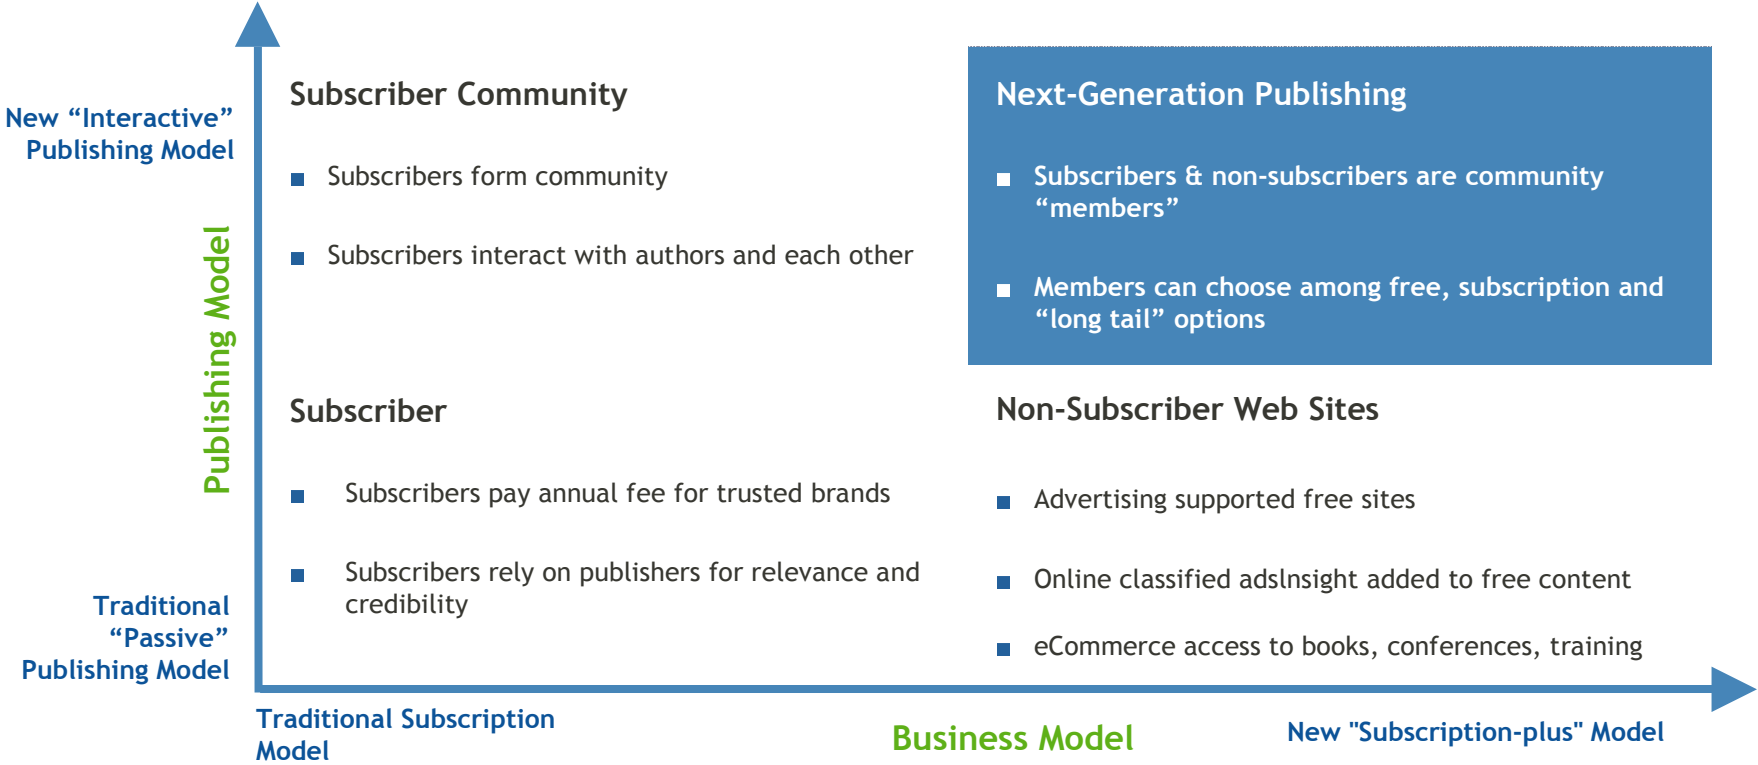 New “Interactive”
Publishing Model
Publishing Model
Traditional
“Passive”
Publishing Model
Subscriber Community
Subscribers form community
Subscribers interact with authors and each other
Next-Generation Publishing
Subscribers & non-subscribers are community
“members”
Members can choose among free, subscription and
“long tail” options
Subscriber
Subscribers pay annual fee for trusted brands
Subscribers rely on publishers for relevance and
credibility
Non-Subscriber Web Sites
Advertising supported free sites
Online classified adslnsight added to free content
eCommerce access to books, conferences, training
Traditional Subscription
Model
Business Model
New "Subscription-plus" Model